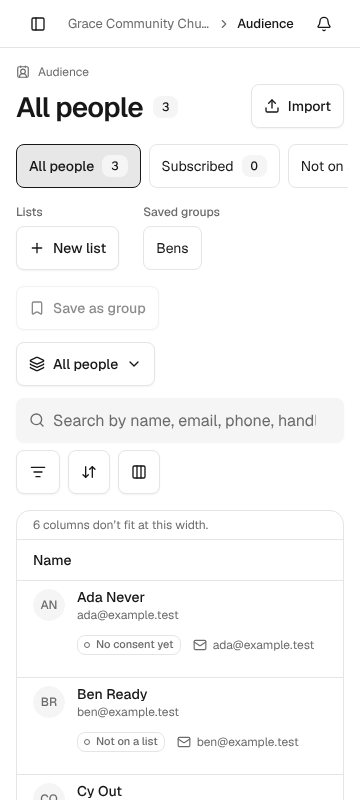 Grace Community Chu... > Audience
Audience
All people 3
Import
All people 3
Subscribed 0
Not on
Lists
Saved groups
+ New list
Bens
Save as group
All people
Search by name, email, phone, handl
6 columns don't fit at this width.
Name
AN
Ada Never
ada@example.test
No consent yet
ada@example.test
BR
Ben Ready
ben@example.test
Not on a list
ben@example.test
CO
Cy Out